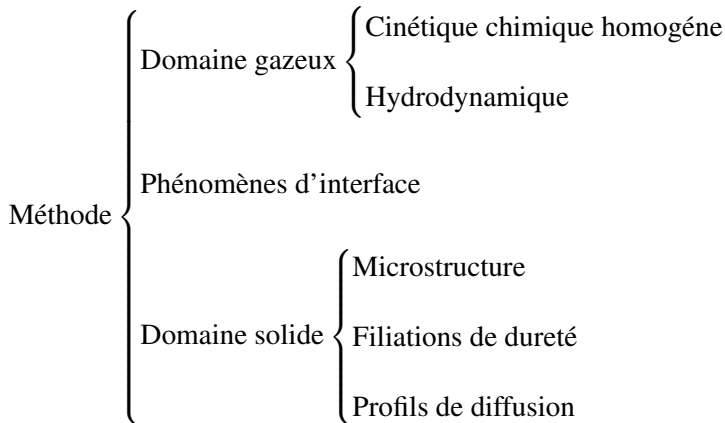 Cinétique chimique homogéne
Domaine gazeux
Hydrodynamique
Phénomènes d'interface
Méthode
Microstructure
Domaine solide
Filiations de dureté
Profils de diffusion